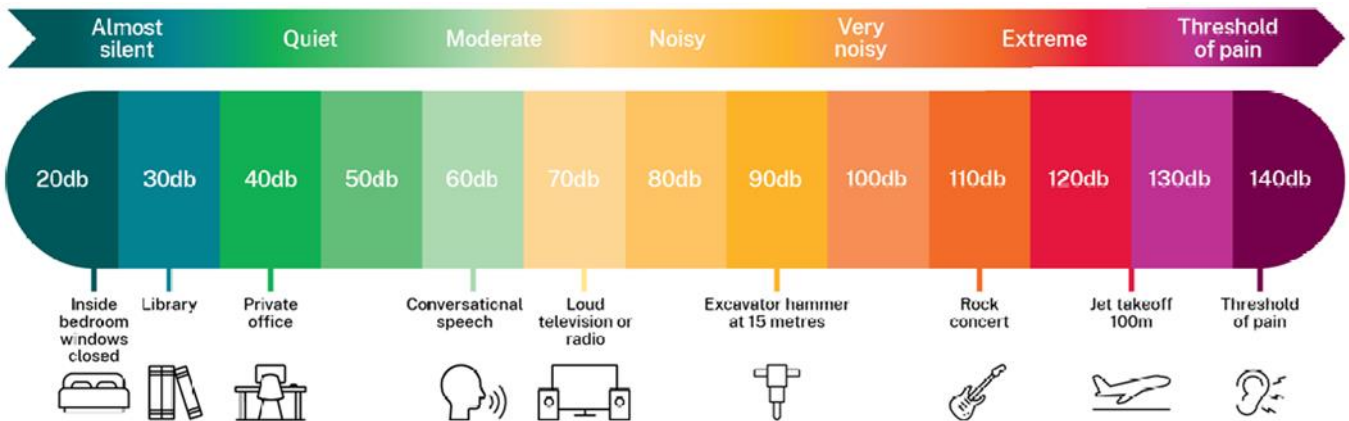 Almost
silent
Quiet
Moderate
Noisy
Very
noisy
Extreme
Threshold
of pain
20db
30db
40db
50db
60db
70db
80db
90db
100db
110db
120db
130db
140db
Inside
bedroom
windows
closed
Library
Private
office
Conversational
speech
Loud
television or
radio
Excavator hammer
at 15 metres
Rock
concert
Jet takeoff
100m
Threshold
of pain